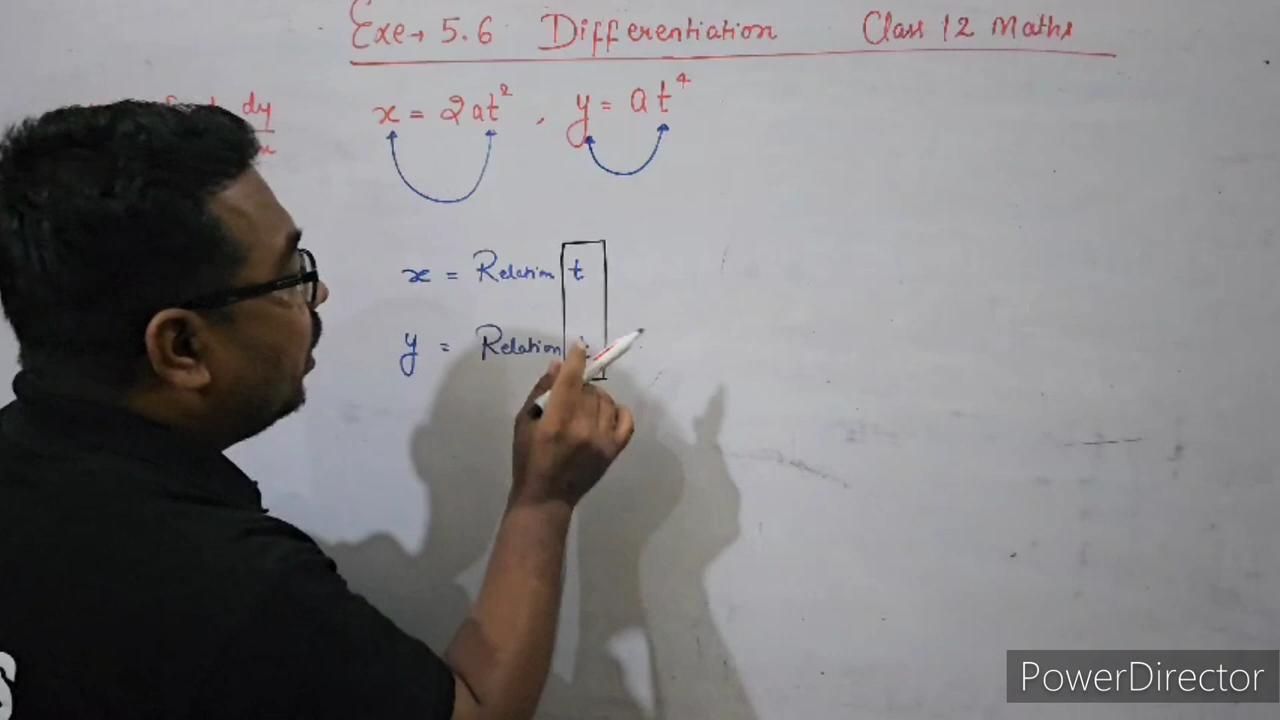 Exe→ 5.6 Differentiation Class 12 Maths
dy x = 2at², y = at⁴
x = Relation t
y = Relation
PowerDirector